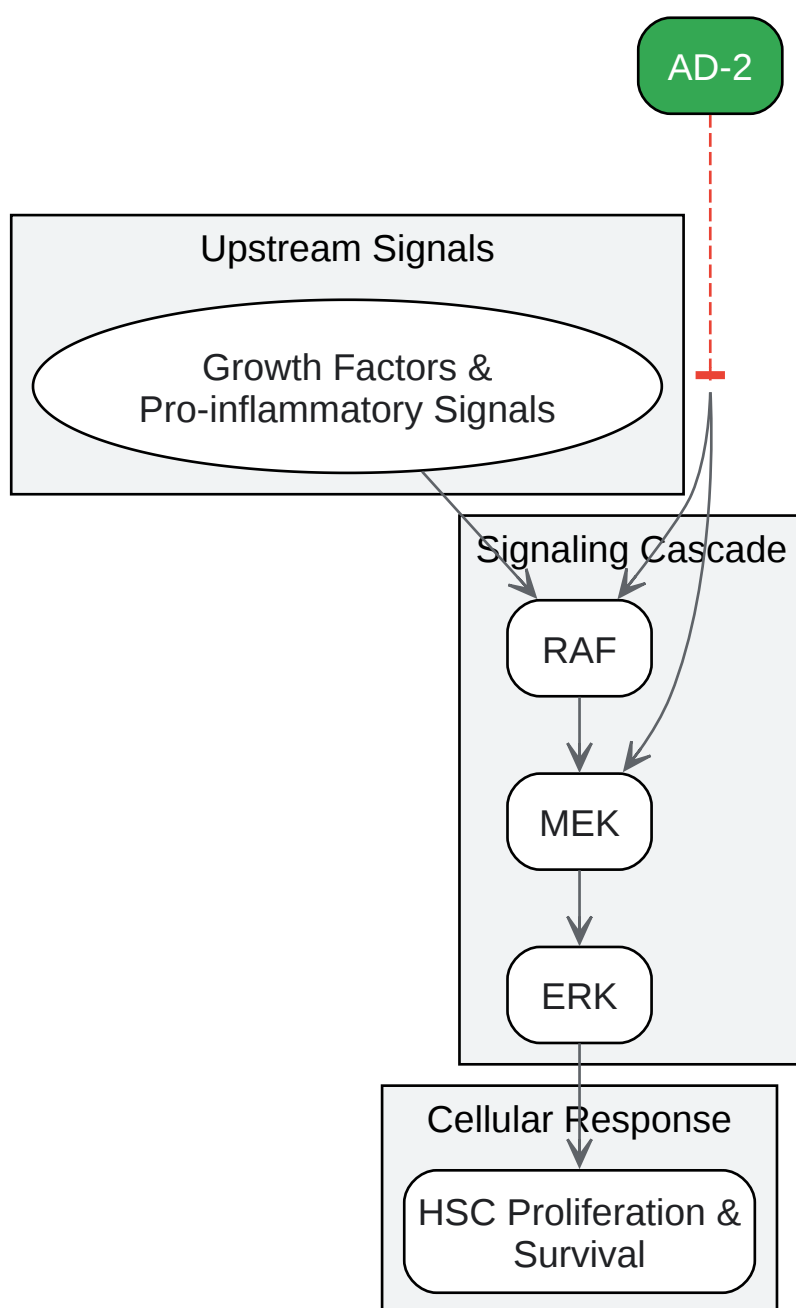 AD-2
Upstream Signals
Growth Factors &
Pro-inflammatory Signals
Signaling Cascade
RAF
MEK
ERK
Cellular Response
HSC Proliferation &
Survival